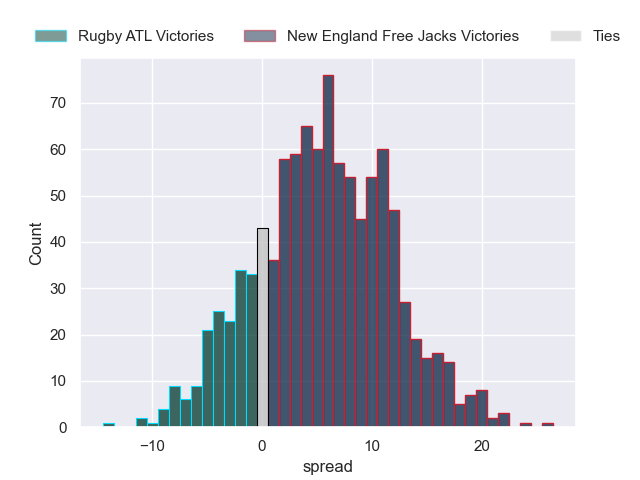 Rugby ATL Victories New England Free Jacks Victories Ties
Count
70
60
50
40
30
20
10
0
−10 0 10 20
spread